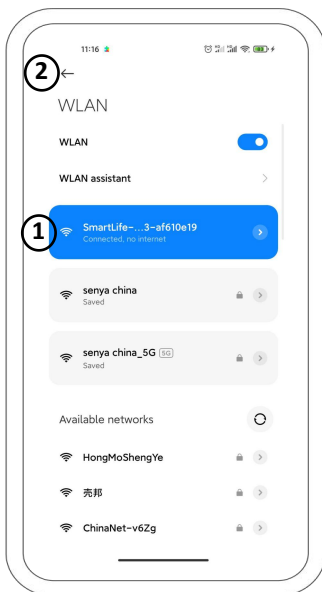 11:16
2
WLAN
WLAN
WLAN assistant
1
SmartLife-...3-af610e19
Connected, no internet
senya china
Saved
senya china_5G 5G
Saved
Available networks
HongMoShengYe
壳邦
ChinaNet-v6Zg